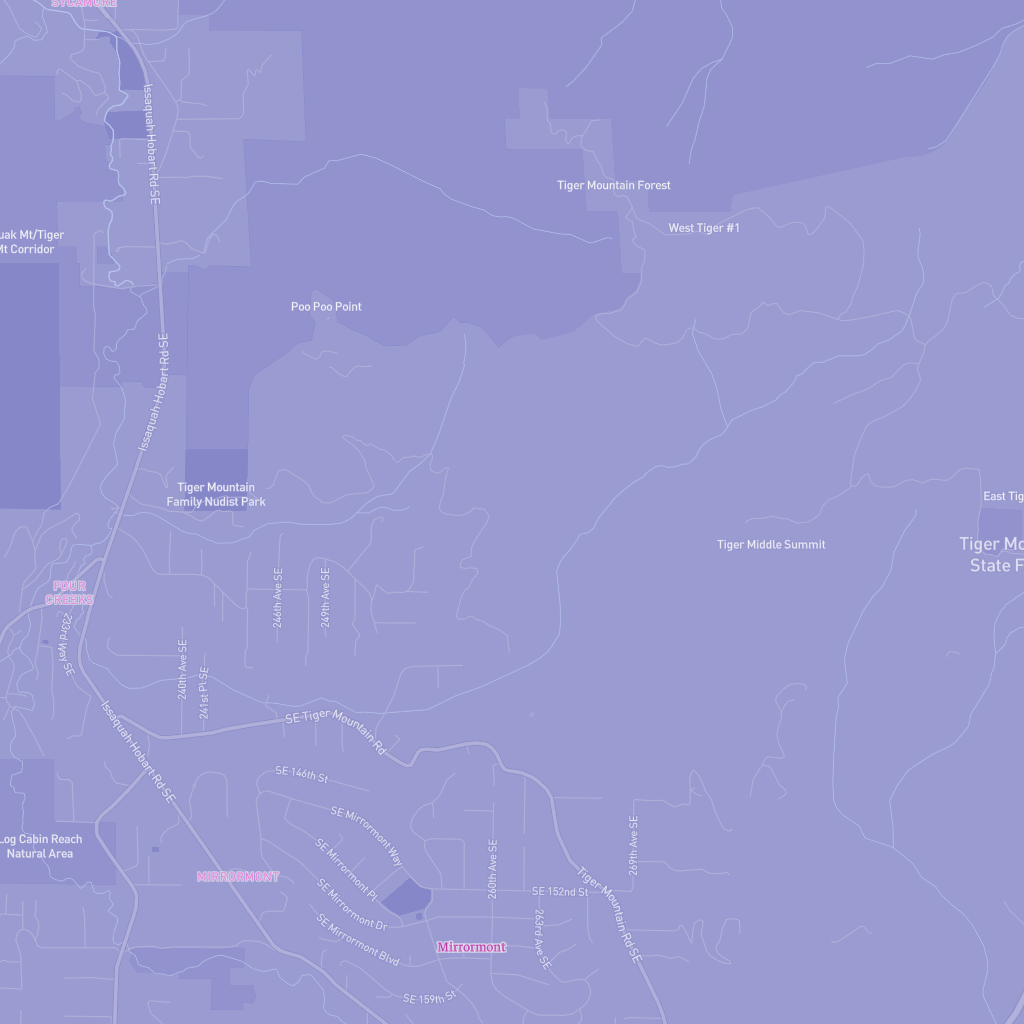 SYCAMORE
Issaquah Hobart Rd SE
Tiger Mountain Forest
West Tiger #1
uak Mt/Tiger
Mt Corridor
Poo Poo Point
Issaquah Hobart Rd SE
Tiger Mountain
Family Nudist Park
East Tig
Tiger Middle Summit
Tiger Mo
State F
FOUR
CREEKS
246th Ave SE
249th Ave SE
233rd Way SE
240th Ave SE
241st Pl SE
Issaquah Hobart Rd SE
SE Tiger Mountain Rd
SE 146th St
SE Mirrormont Way
SE Mirrormont Pl
Log Cabin Reach
Natural Area
MIRRORMONT
260th Ave SE
269th Ave SE
SE 152nd St
Tiger Mountain Rd SE
SE Mirrormont Dr
SE Mirrormont Blvd
263rd Ave SE
Mirrormont
SE 159th St